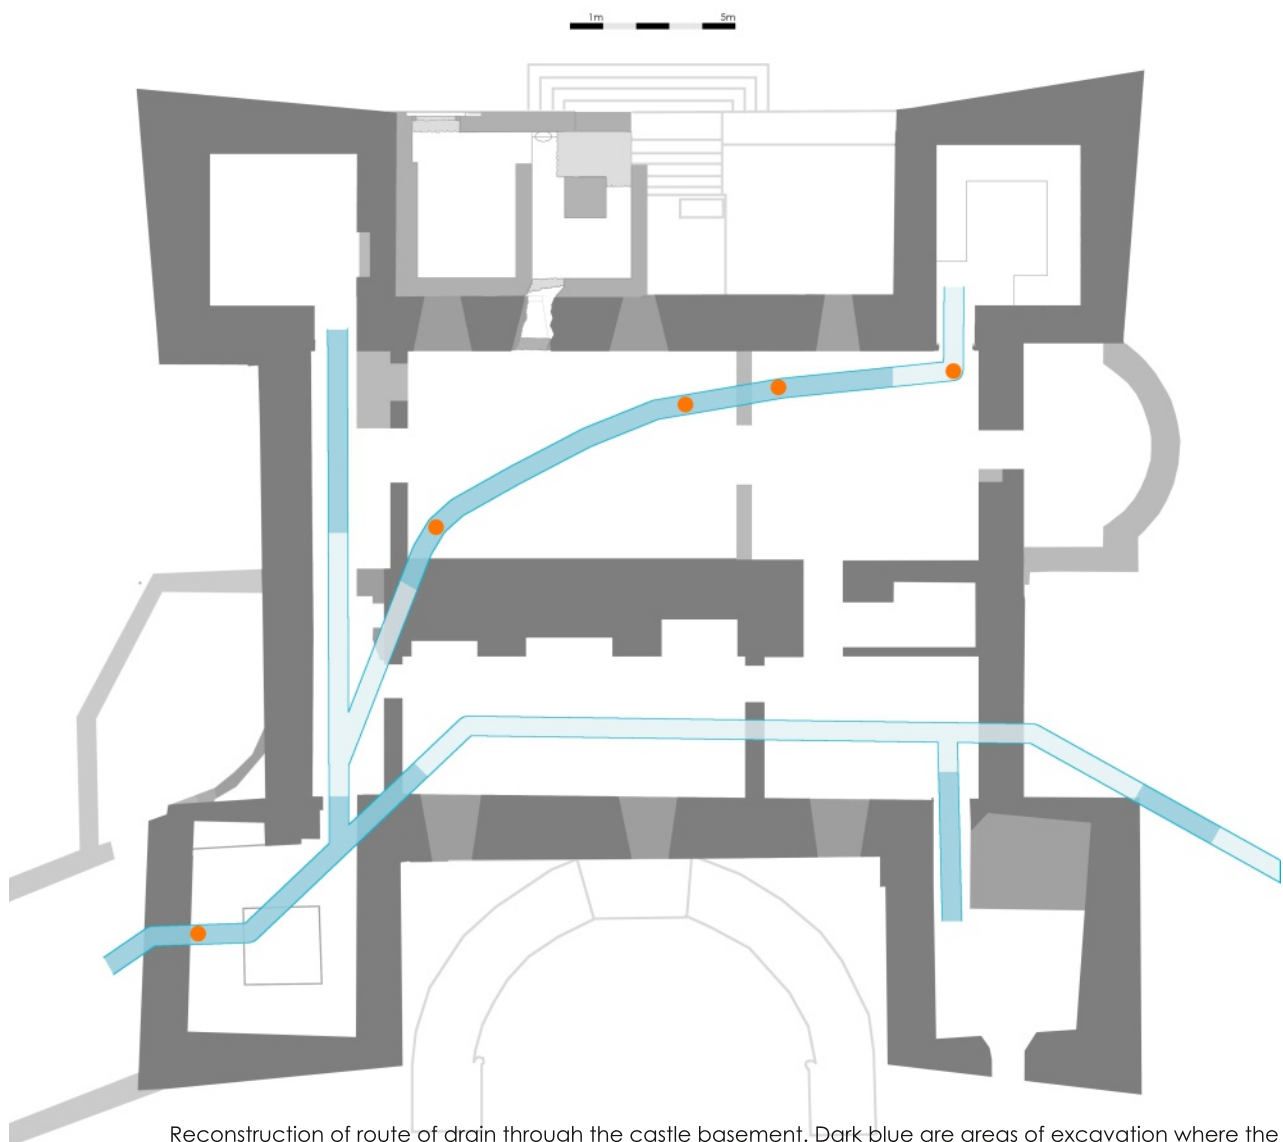 1m 5m
Reconstruction of route of drain through the castle basement. Dark blue are areas of excavation where the